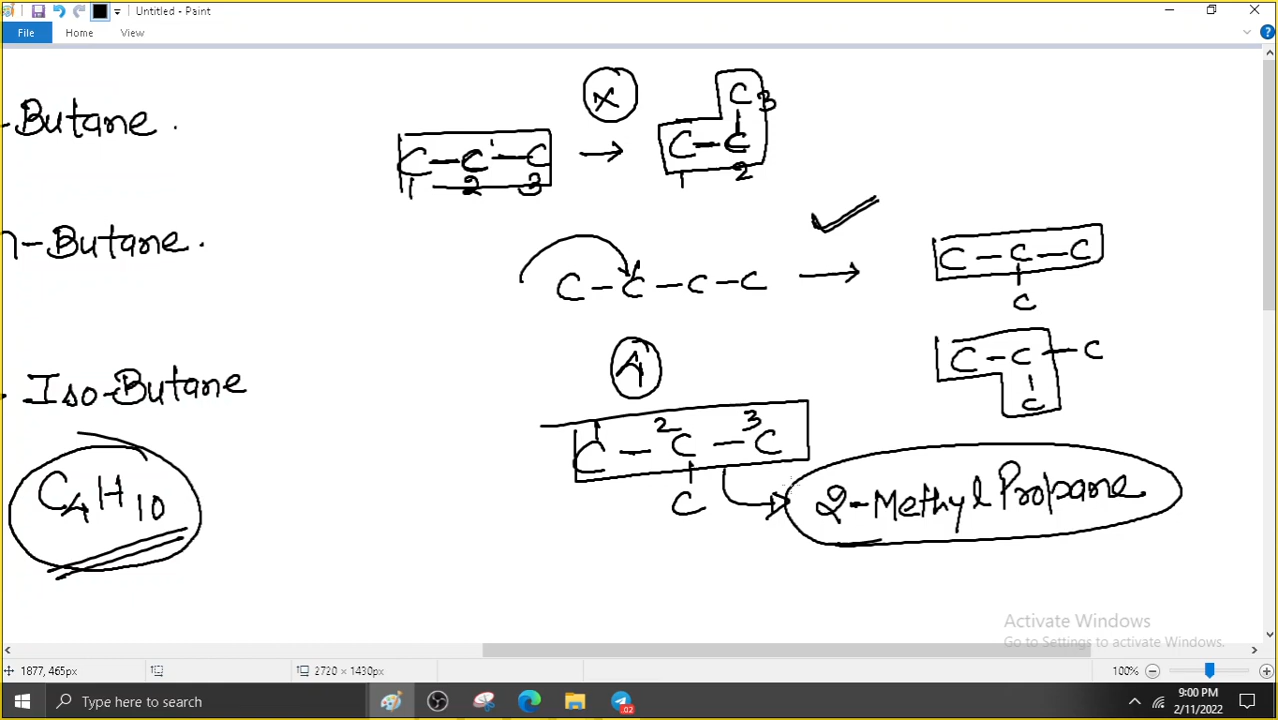 Untitled - Paint
File Home View
-Butane.
n-Butane.
Iso-Butane
C4H10
X
C-C-C → C-C
1 2 3
C 3
1 2
C-C-C-C → C-C-C
C
C-C-C
C
A
1 2 3
C-C-C
C
2-Methyl Propane
Activate Windows
Go to Settings to activate Windows.
1877, 465px 2720 × 1430px 100%
Type here to search
.02
9:00 PM
2/11/2022